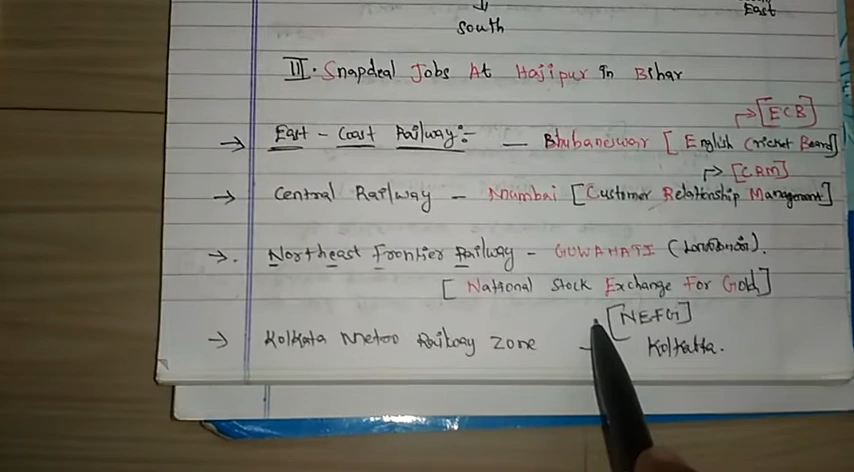 East
South
III. Snapdeal Jobs At Hajipur in Bihar
[ECB]
→ East - Coast Railway:- — Bhubaneswar [English Cricket Board]
[CRM]
→ Central Railway - Mumbai [Customer Relationship Management]
→. Northeast Frontier Railway - GUWAHATI ( ).
[National Stock Exchange For Gold]
[NEFG]
→ Kolkata Metro Railway Zone - Kolkatta.